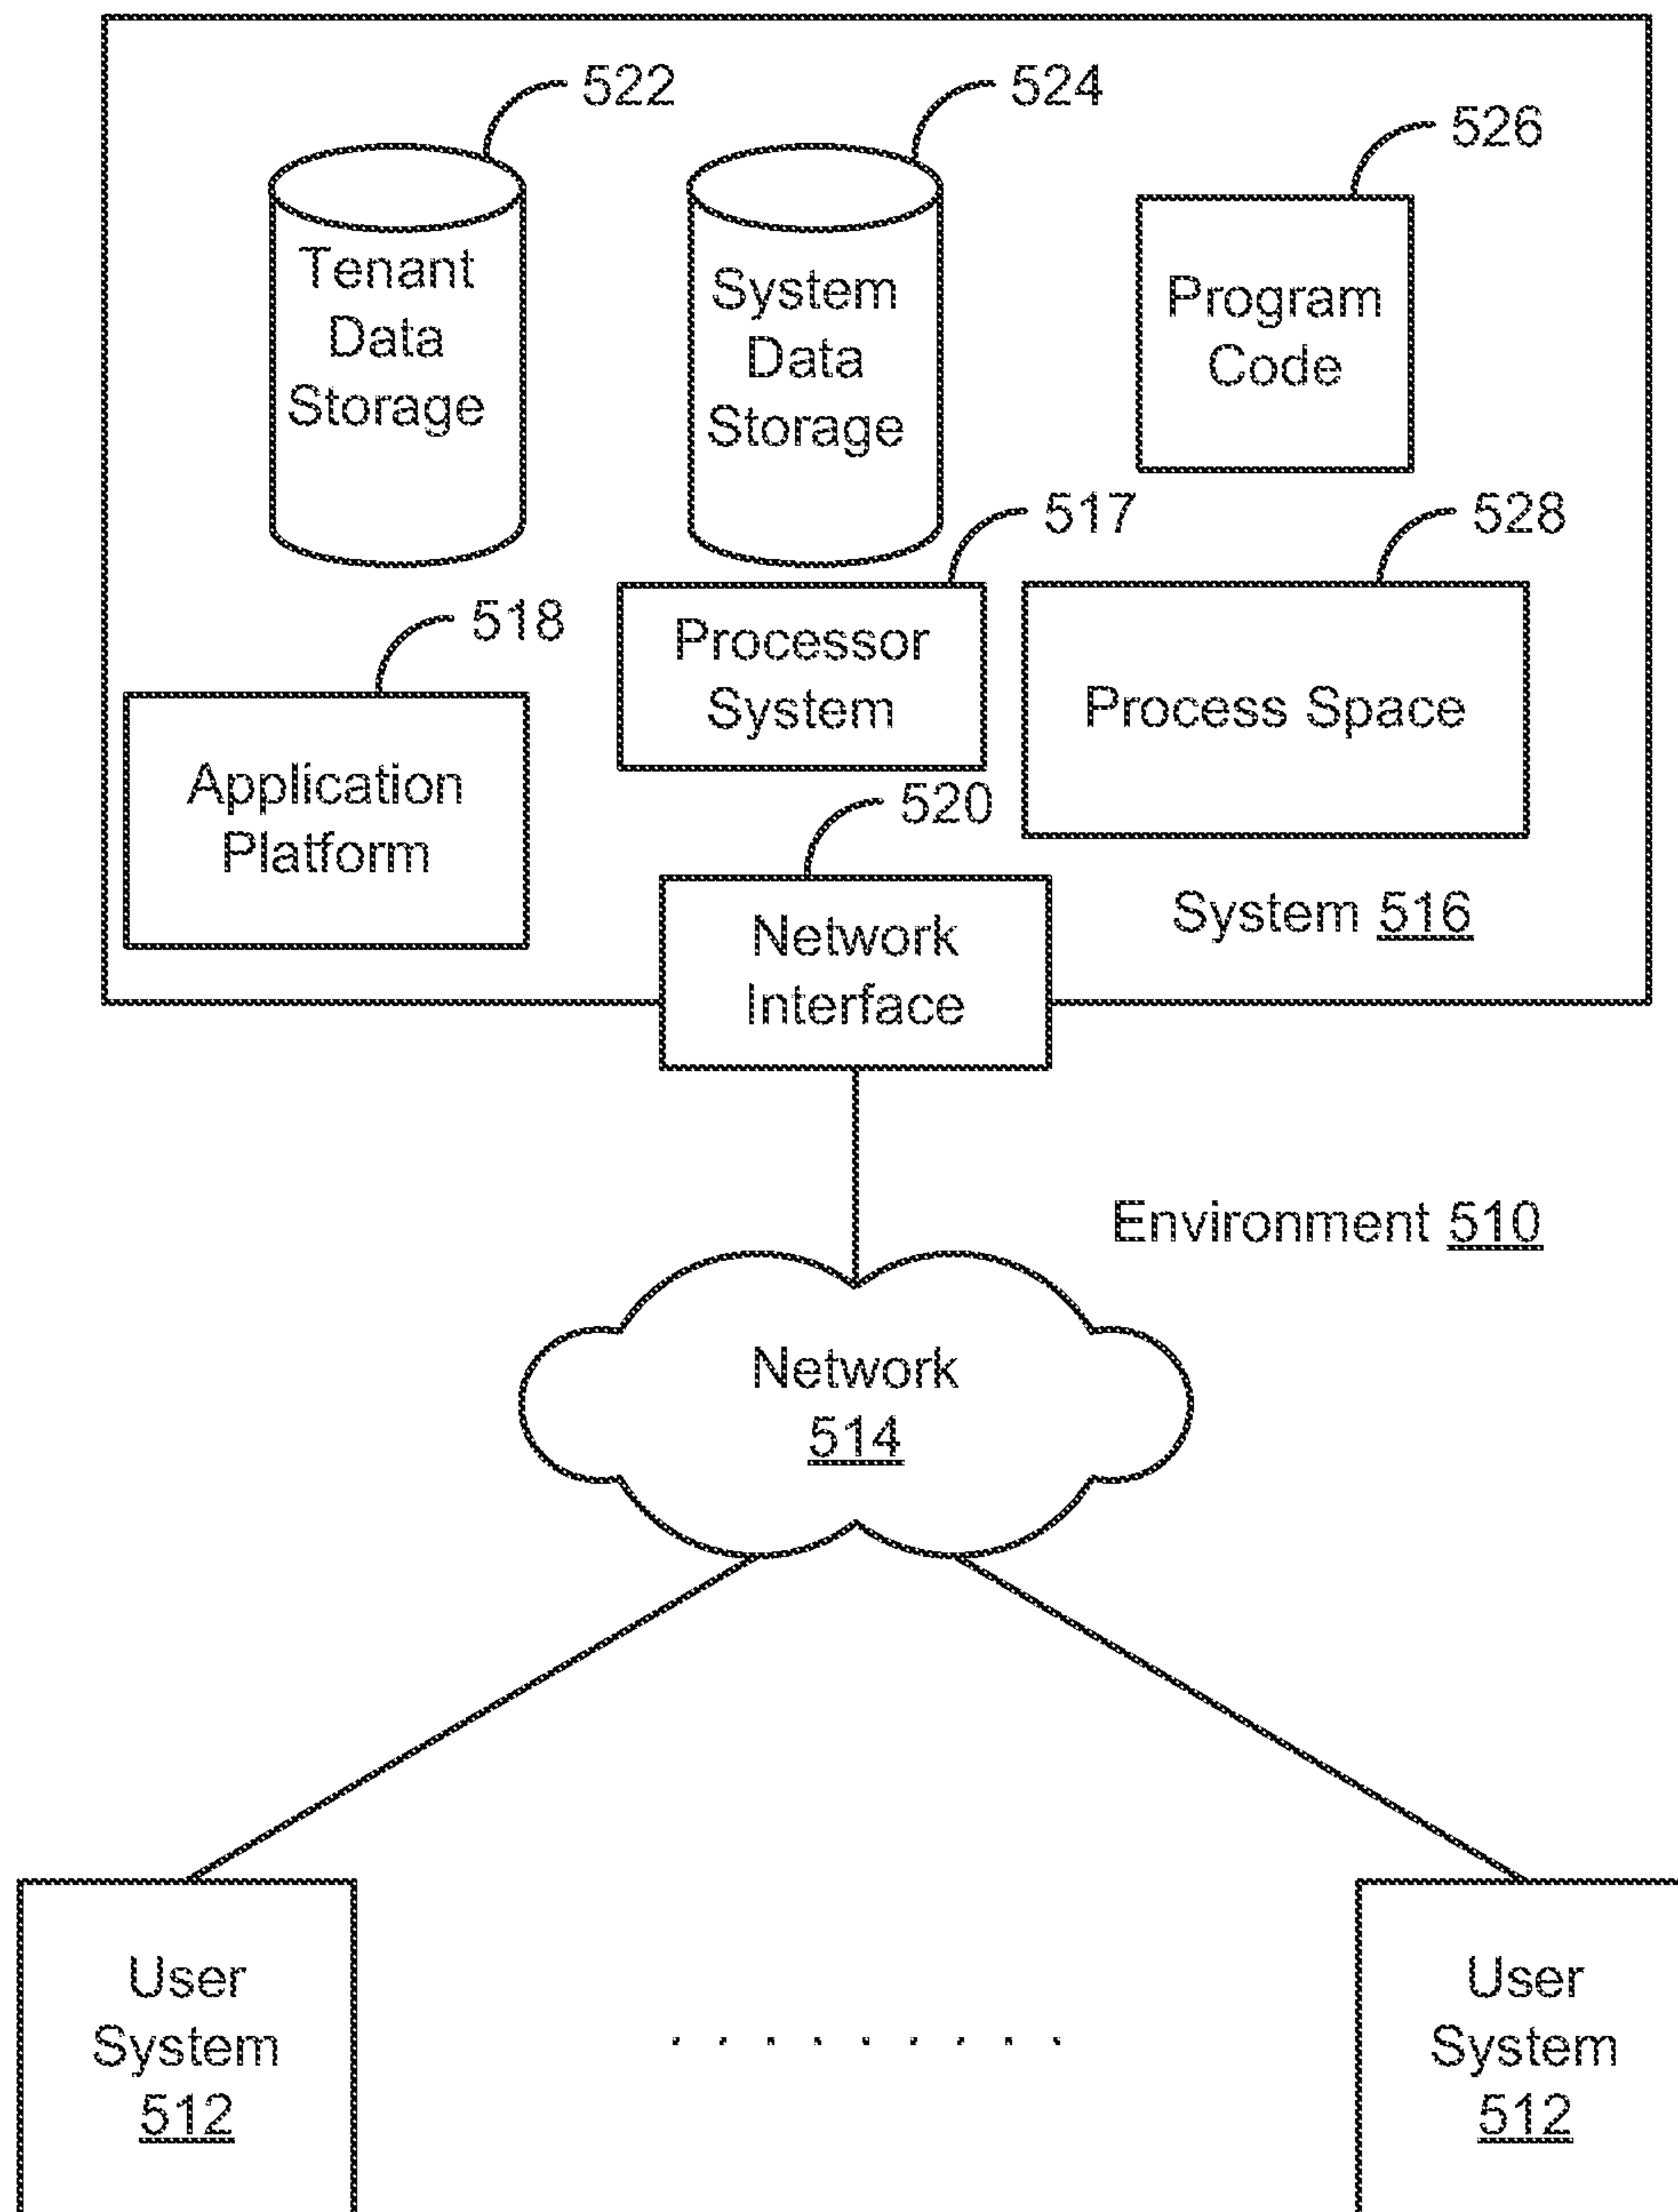 522
524
526
Tenant
Data
Storage
System
Data
Storage
Program
Code
517
528
518
Processor
System
Process Space
Application
Platform
520
Network
Interface
System 516
Environment 510
Network
514
User
System
512
User
System
512